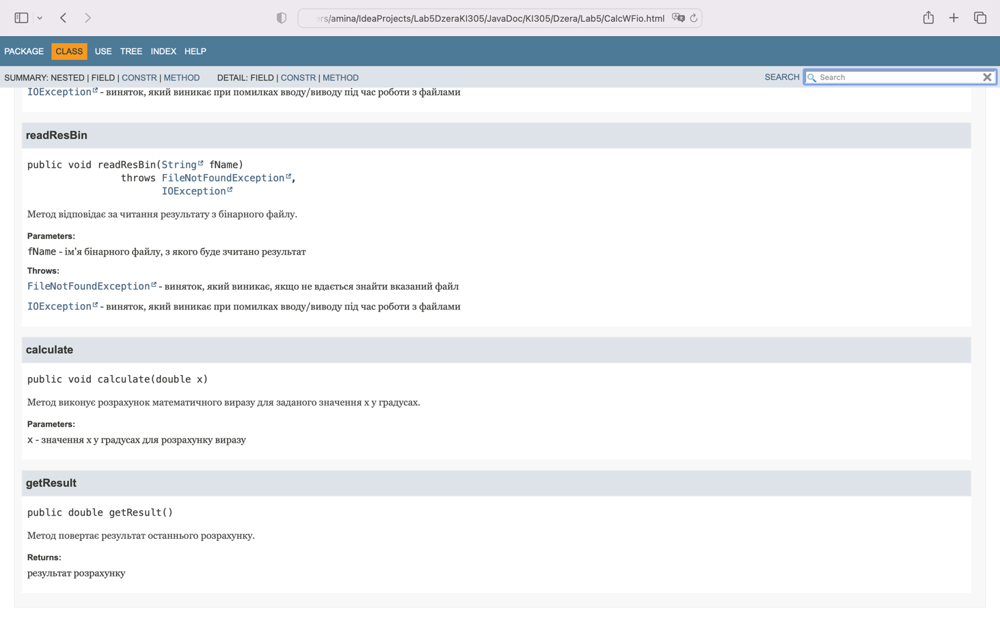 ers/amina/IdeaProjects/Lab5DzeraKI305/JavaDoc/KI305/Dzera/Lab5/CalcWFio.html
PACKAGE CLASS USE TREE INDEX HELP
SUMMARY: NESTED | FIELD | CONSTR | METHOD DETAIL: FIELD | CONSTR | METHOD SEARCH Search
IOException - виняток, який виникає при помилках вводу/виводу під час роботи з файлами
readResBin
public void readResBin(String fName)
throws FileNotFoundException,
IOException
Метод відповідає за читання результату з бінарного файлу.
Parameters:
fName - ім'я бінарного файлу, з якого буде зчитано результат
Throws:
FileNotFoundException - виняток, який виникає, якщо не вдається знайти вказаний файл
IOException - виняток, який виникає при помилках вводу/виводу під час роботи з файлами
calculate
public void calculate(double x)
Метод виконує розрахунок математичного виразу для заданого значення x у градусах.
Parameters:
x - значення x у градусах для розрахунку виразу
getResult
public double getResult()
Метод повертає результат останнього розрахунку.
Returns:
результат розрахунку